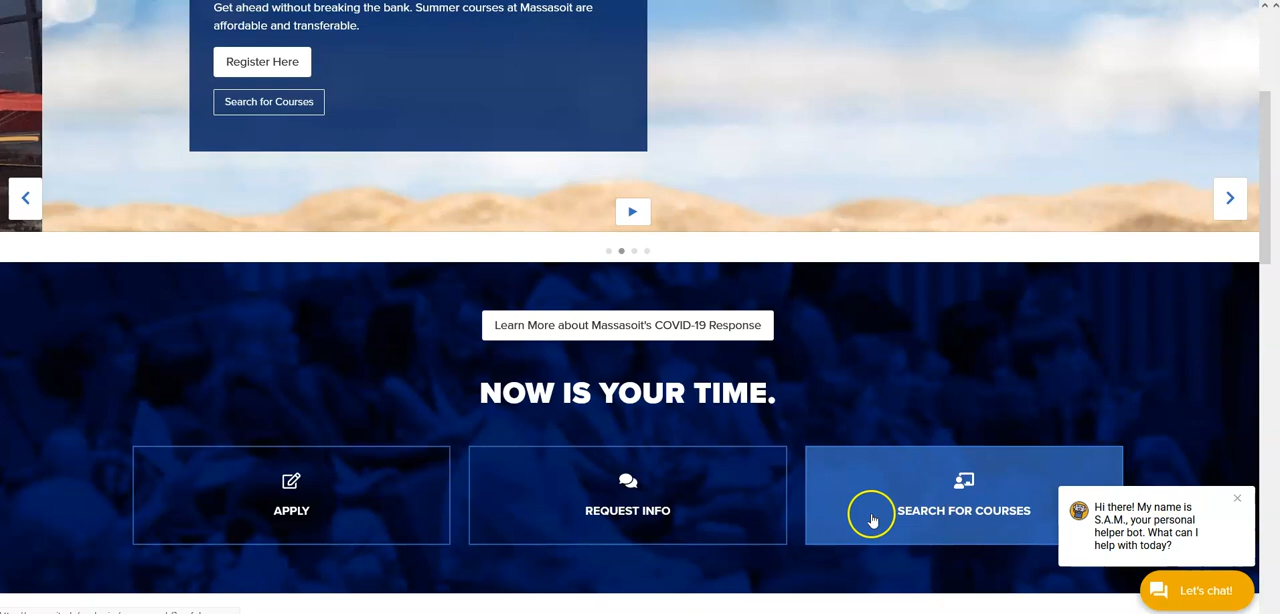 Get ahead without breaking the bank. Summer courses at Massasoit are
affordable and transferable.
Register Here
Search for Courses
Learn More about Massasoit's COVID-19 Response
NOW IS YOUR TIME.
APPLY
REQUEST INFO
SEARCH FOR COURSES
Hi there! My name is
S.A.M., your personal
helper bot. What can I
help with today?
Let's chat!